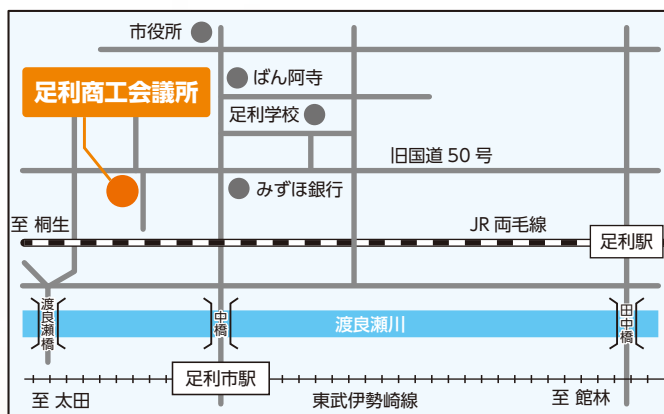 市役所
ばん阿寺
足利商工会議所
足利学校
旧国道 50 号
みずほ銀行
至 桐生
JR 両毛線
足利駅
渡良瀬橋
中橋
渡良瀬川
田中橋
足利市駅
至 太田
東武伊勢崎線
至 館林